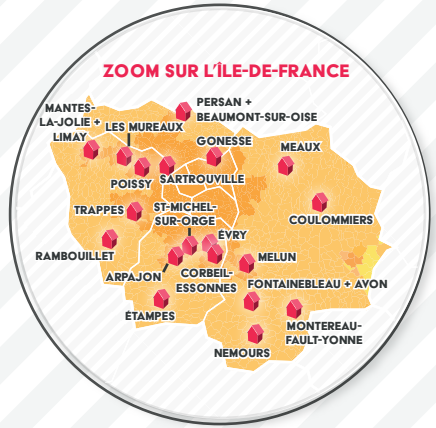 ZOOM SUR L'ÎLE-DE-FRANCE
PERSAN +
BEAUMONT-SUR-OISE
MANTES-
LA-JOLIE +
LIMAY
LES MUREAUX
GONESSE
MEAUX
POISSY
SARTROUVILLE
TRAPPES
ST-MICHEL-
SUR-ORGE
COULOMMIERS
ÉVRY
RAMBOUILLET
MELUN
ARPAJON
CORBEIL-
ESSONNES
FONTAINEBLEAU + AVON
ÉTAMPES
MONTEREAU-
FAULT-YONNE
NEMOURS